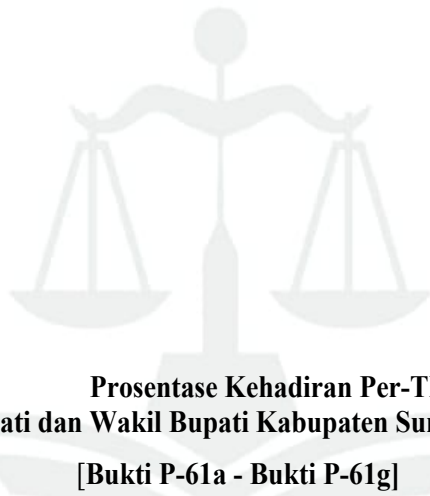 Prosentase Kehadiran Per-T
ati dan Wakil Bupati Kabupaten Su
[Bukti P-61a - Bukti P-61g]